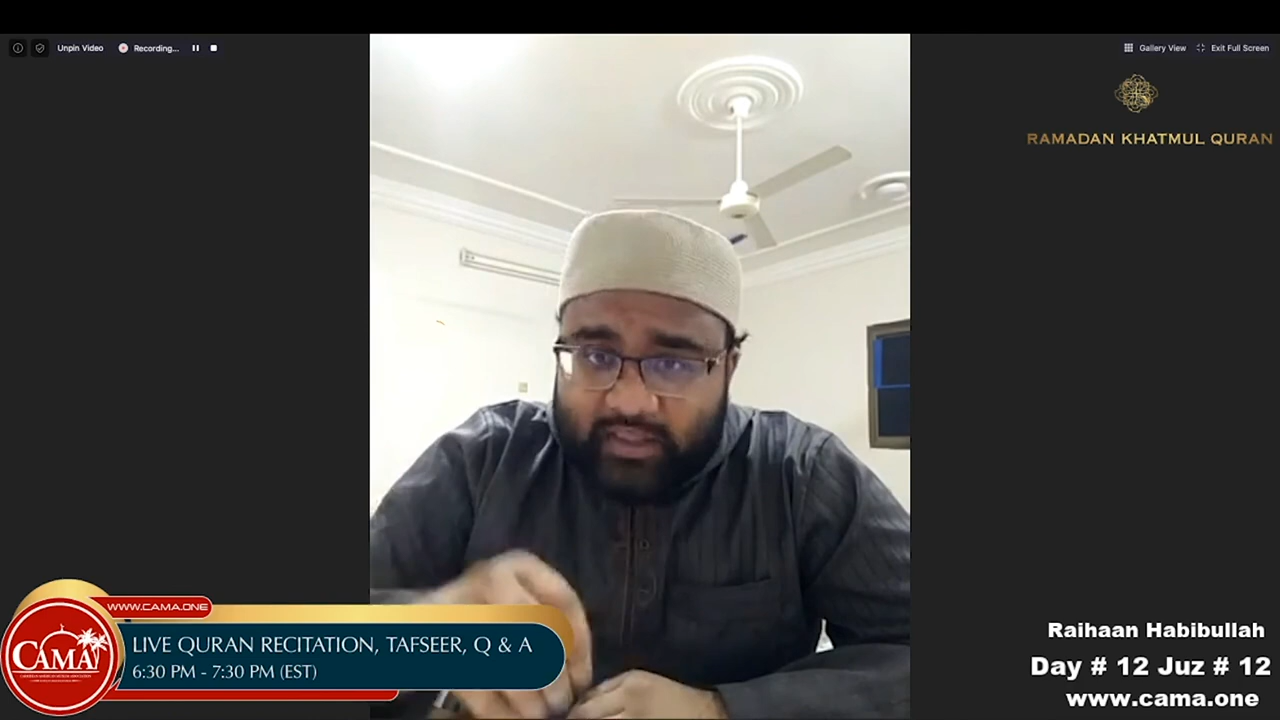 Unpin Video
Recording...
Gallery View
Exit Full Screen
RAMADAN KHATMUL QURAN
WWW.CAMA.ONE
CAMA
LIVE QURAN RECITATION, TAFSEER, Q & A
6:30 PM - 7:30 PM (EST)
Raihaan Habibullah
Day # 12 Juz # 12
www.cama.one